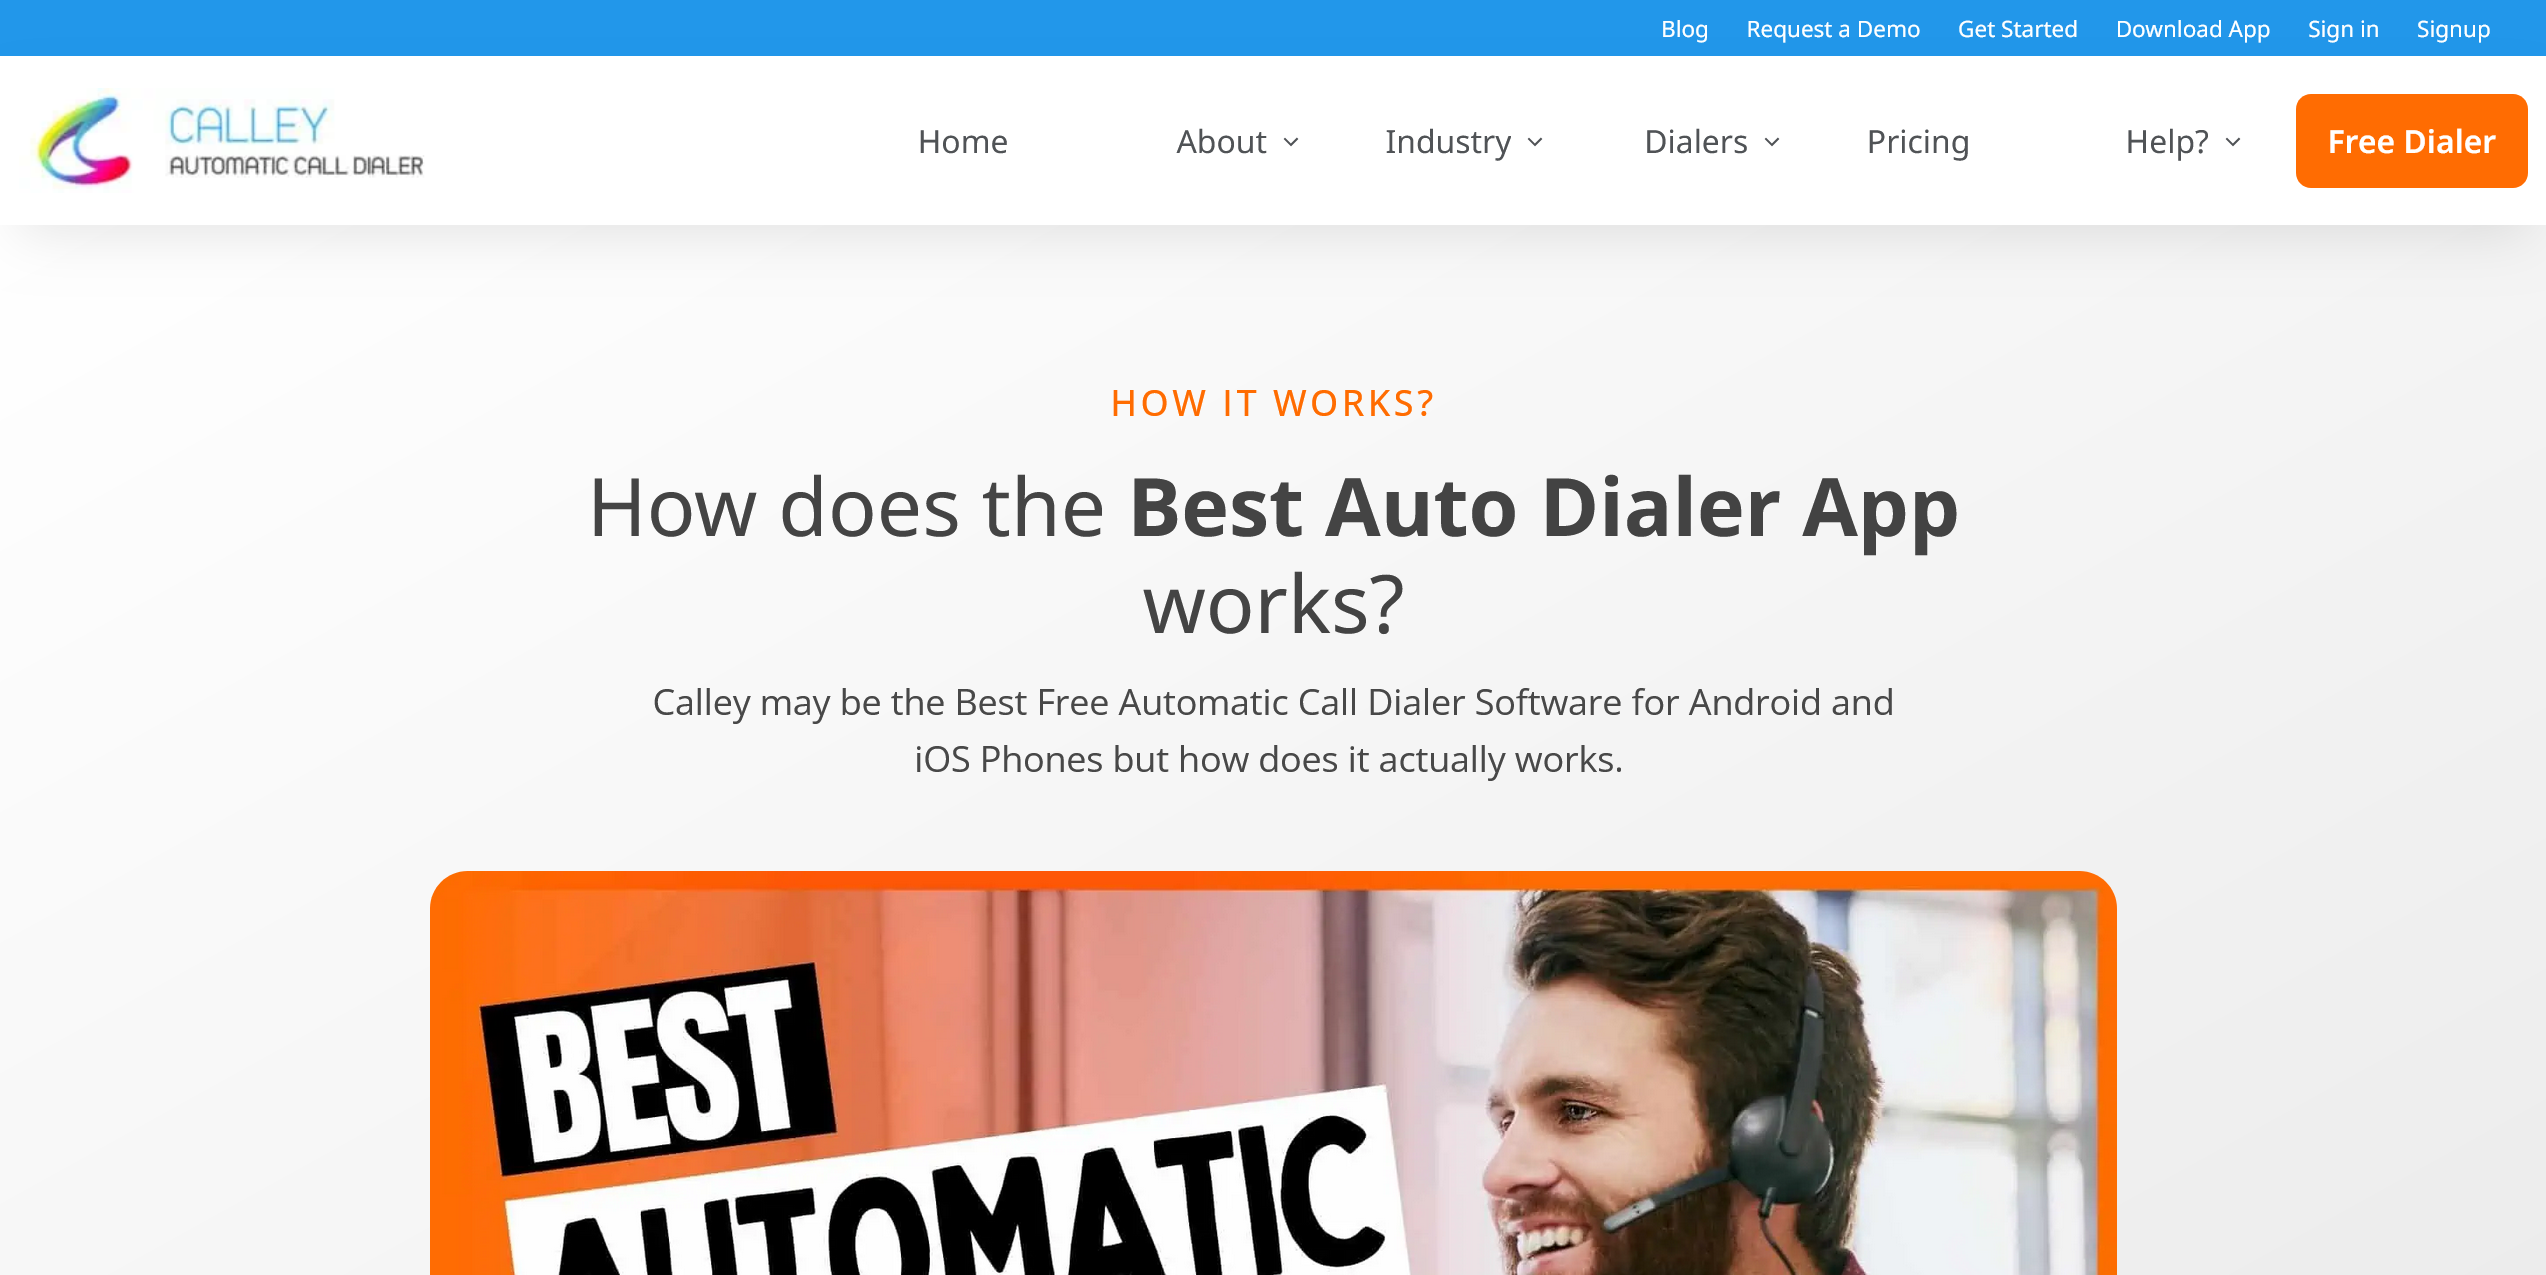 Blog Request a Demo Get Started Download App Sign in Signup
CALLEY
AUTOMATIC CALL DIALER
Home About Industry Dialers Pricing Help? Free Dialer
HOW IT WORKS?
How does the Best Auto Dialer App
works?
Calley may be the Best Free Automatic Call Dialer Software for Android and
iOS Phones but how does it actually works.
BEST
AUTOMATIC